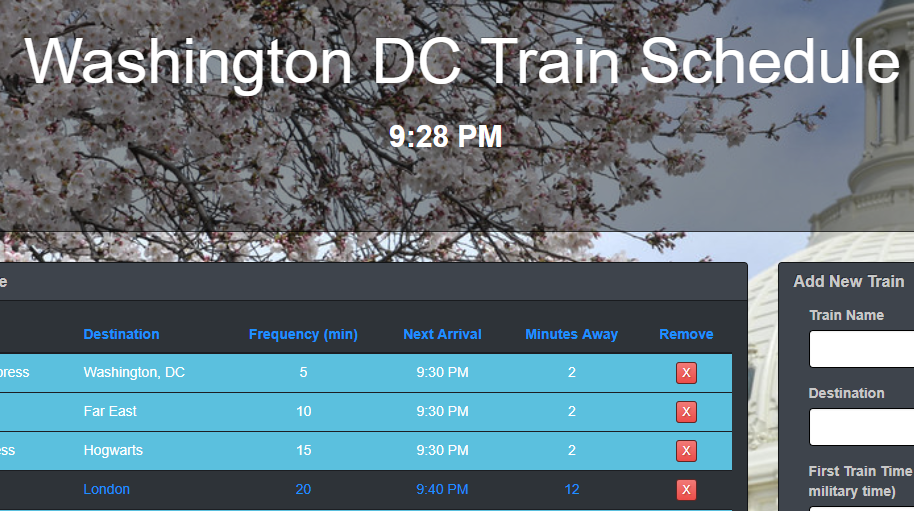 Washington DC Train Schedule
9:28 PM
e
Add New Train
Destination Frequency (min) Next Arrival Minutes Away Remove
press Washington, DC 5 9:30 PM 2 X
Far East 10 9:30 PM 2 X
ess Hogwarts 15 9:30 PM 2 X
London 20 9:40 PM 12 X
Train Name
Destination
First Train Time
military time)